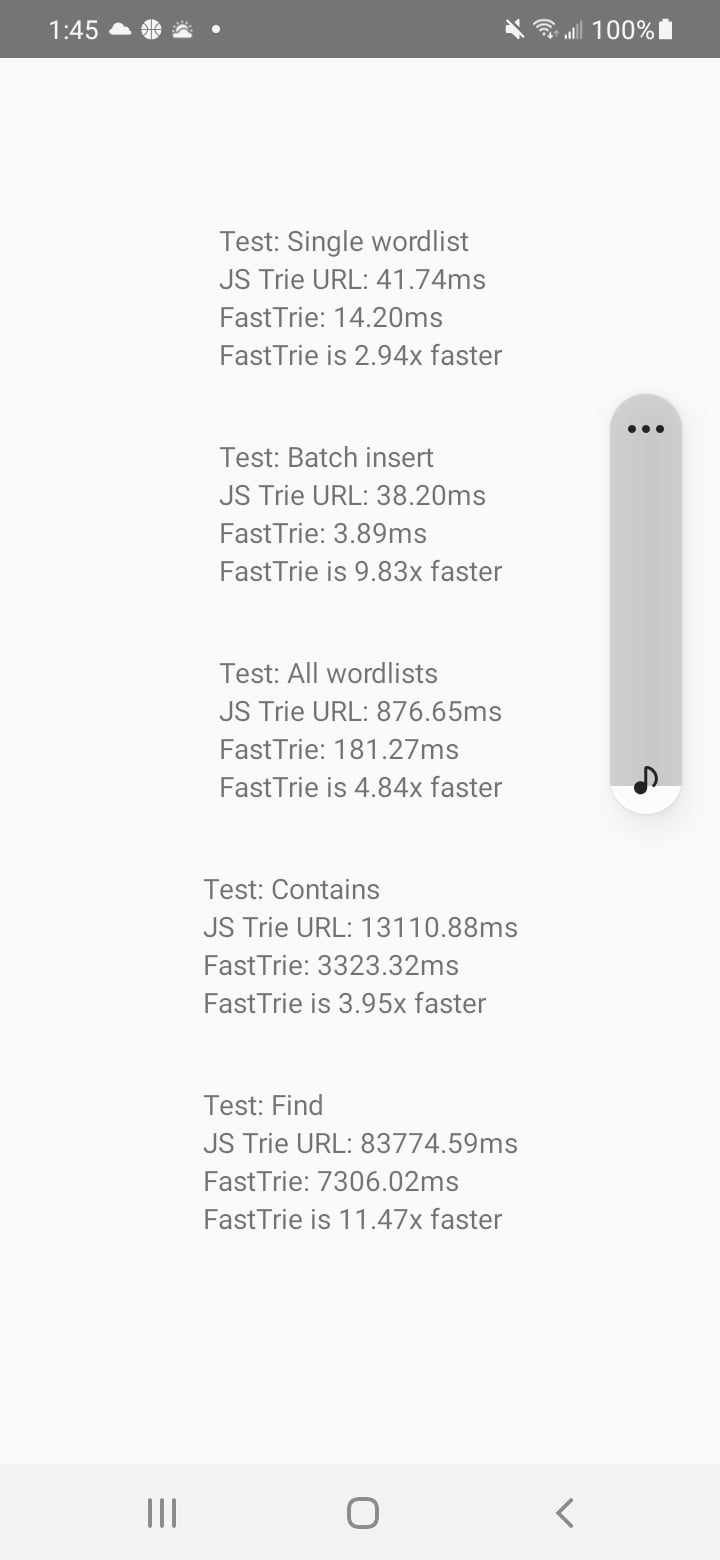 1:45
100%
Test: Single wordlist
JS Trie URL: 41.74ms
FastTrie: 14.20ms
FastTrie is 2.94x faster
Test: Batch insert
JS Trie URL: 38.20ms
FastTrie: 3.89ms
FastTrie is 9.83x faster
Test: All wordlists
JS Trie URL: 876.65ms
FastTrie: 181.27ms
FastTrie is 4.84x faster
Test: Contains
JS Trie URL: 13110.88ms
FastTrie: 3323.32ms
FastTrie is 3.95x faster
Test: Find
JS Trie URL: 83774.59ms
FastTrie: 7306.02ms
FastTrie is 11.47x faster